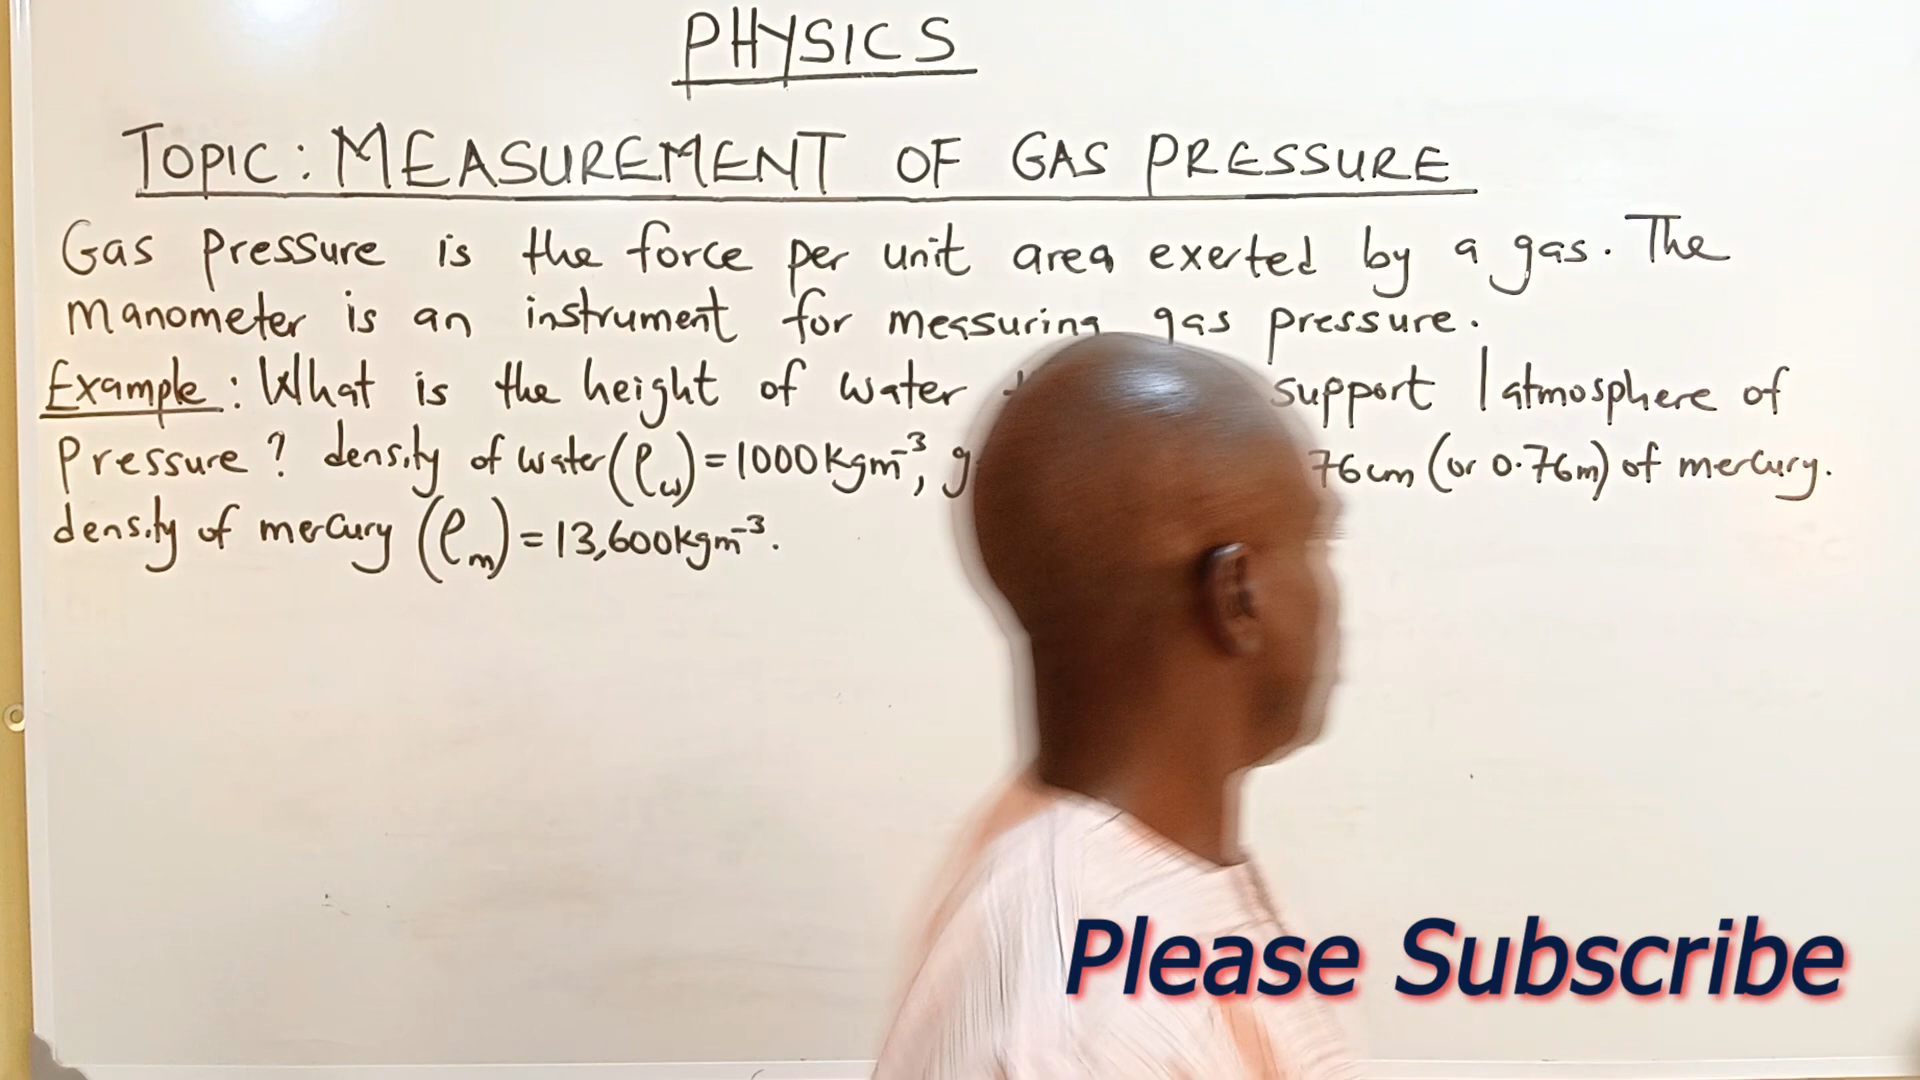 PHYSICS
TOPIC: MEASUREMENT OF GAS PRESSURE
Gas pressure is the force per unit area exerted by a gas. The
manometer is an instrument for measuring gas pressure.
Example: What is the height of water support 1 atmosphere of
Pressure? density of water (ρw) = 1000kgm⁻³, g 76cm (or 0.76m) of mercury.
density of mercury (ρm) = 13,600kgm⁻³.
Please Subscribe